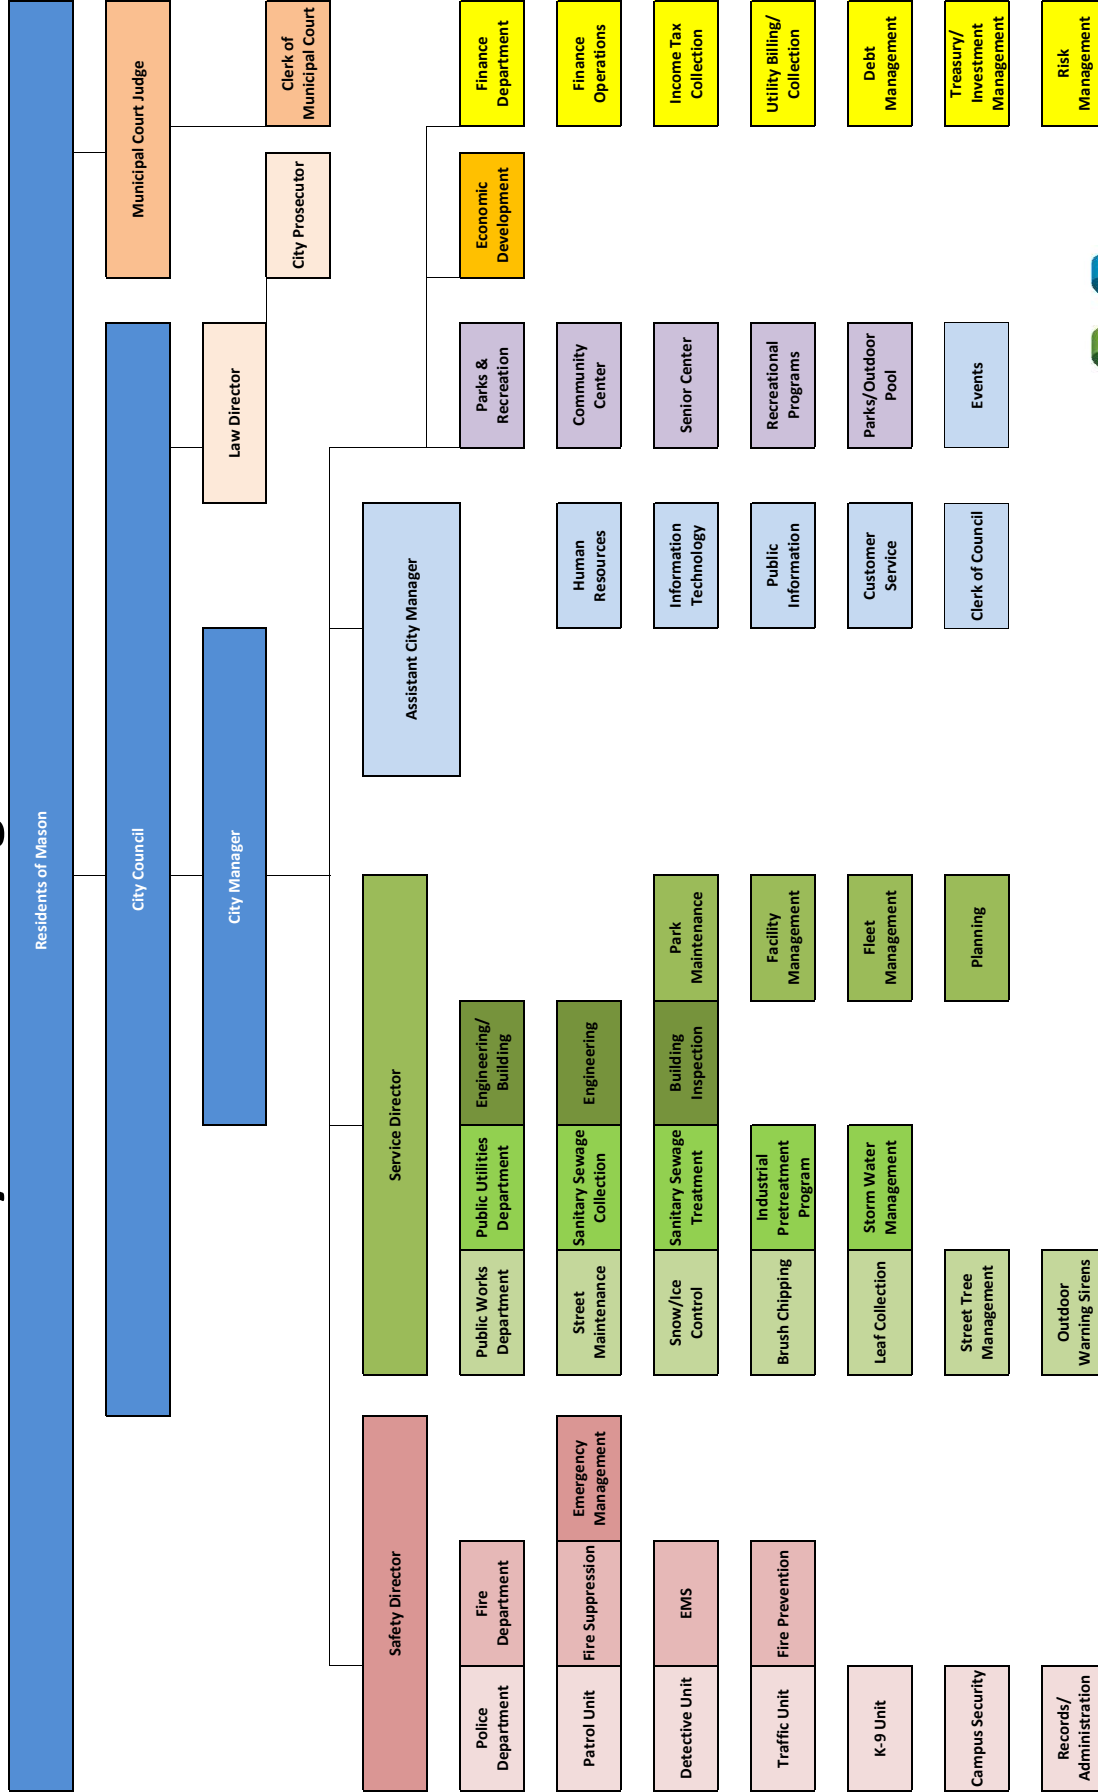 Residents of Mason
City Council
Municipal Court Judge
City Manager
Law Director
City Prosecutor
Clerk of
Municipal Court
Safety Director
Service Director
Assistant City Manager
Police
Department
Fire
Department
Public Works
Department
Public Utilities
Department
Engineering/
Building
Parks &
Recreation
Economic
Development
Finance
Department
Patrol Unit
Fire Suppression
Emergency
Management
Street
Maintenance
Sanitary Sewage
Collection
Engineering
Human
Resources
Community
Center
Finance
Operations
Detective Unit
EMS
Snow/Ice
Control
Sanitary Sewage
Treatment
Building
Inspection
Park
Maintenance
Information
Technology
Senior Center
Income Tax
Collection
Traffic Unit
Fire Prevention
Brush Chipping
Industrial
Pretreatment
Program
Facility
Management
Public
Information
Recreational
Programs
Utility Billing/
Collection
K-9 Unit
Leaf Collection
Storm Water
Management
Fleet
Management
Customer
Service
Parks/Outdoor
Pool
Debt
Management
Campus Security
Street Tree
Management
Planning
Clerk of Council
Events
Treasury/
Investment
Management
Records/
Administration
Outdoor
Warning Sirens
Risk
Management